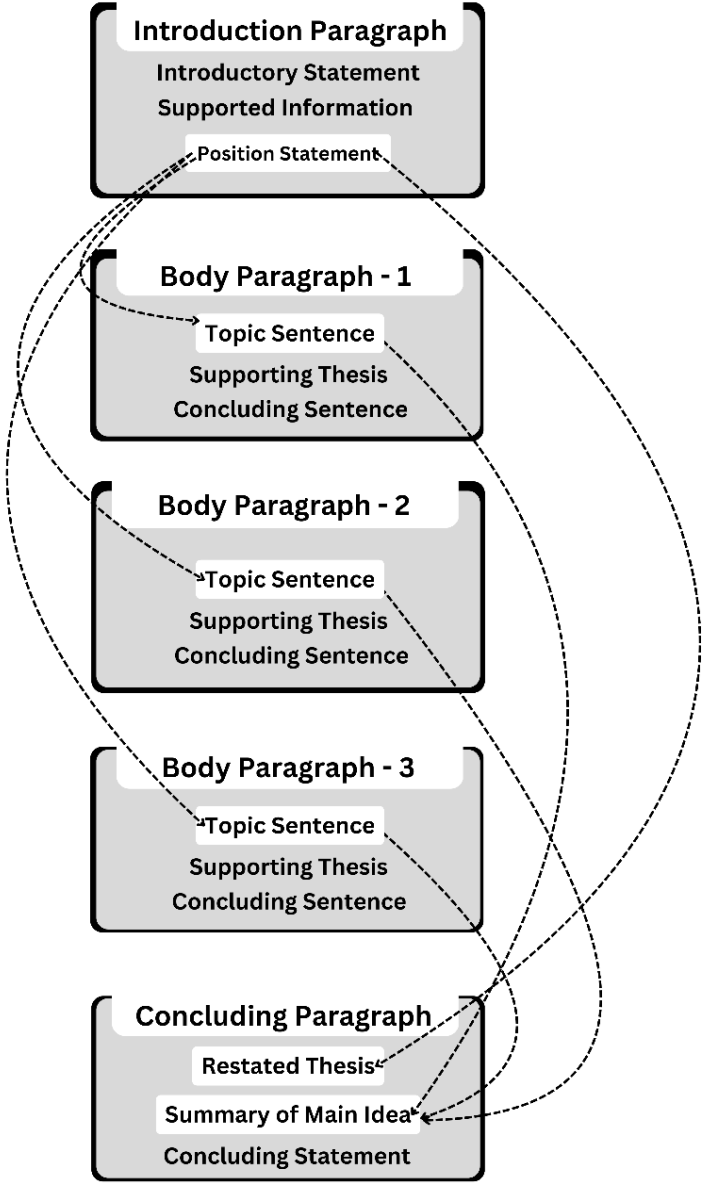 Introduction Paragraph
Introductory Statement
Supported Information
Position Statement
Body Paragraph - 1
Topic Sentence
Supporting Thesis
Concluding Sentence
Body Paragraph - 2
Topic Sentence
Supporting Thesis
Concluding Sentence
Body Paragraph - 3
Topic Sentence
Supporting Thesis
Concluding Sentence
Concluding Paragraph
Restated Thesis
Summary of Main Idea
Concluding Statement